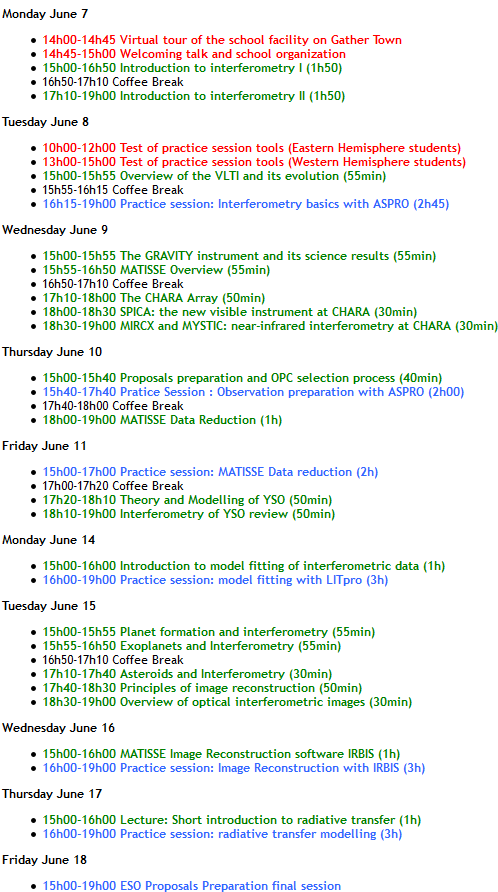 Monday June 7
14h00-14h45 Virtual tour of the school facility on Gather Town
14h45-15h00 Welcoming talk and school organization
15h00-16h50 Introduction to interferometry I (1h50)
16h50-17h10 Coffee Break
17h10-19h00 Introduction to interferometry II (1h50)
Tuesday June 8
10h00-12h00 Test of practice session tools (Eastern Hemisphere students)
13h00-15h00 Test of practice session tools (Western Hemisphere students)
15h00-15h55 Overview of the VLTI and its evolution (55min)
15h55-16h15 Coffee Break
16h15-19h00 Practice session: Interferometry basics with ASPRO (2h45)
Wednesday June 9
15h00-15h55 The GRAVITY instrument and its science results (55min)
15h55-16h50 MATISSE Overview (55min)
16h50-17h10 Coffee Break
17h10-18h00 The CHARA Array (50min)
18h00-18h30 SPICA: the new visible instrument at CHARA (30min)
18h30-19h00 MIRCX and MYSTIC: near-infrared interferometry at CHARA (30min)
Thursday June 10
15h00-15h40 Proposals preparation and OPC selection process (40min)
15h40-17h40 Pratice Session : Observation preparation with ASPRO (2h00)
17h40-18h00 Coffee Break
18h00-19h00 MATISSE Data Reduction (1h)
Friday June 11
15h00-17h00 Practice session: MATISSE Data reduction (2h)
17h00-17h20 Coffee Break
17h20-18h10 Theory and Modelling of YSO (50min)
18h10-19h00 Interferometry of YSO review (50min)
Monday June 14
15h00-16h00 Introduction to model fitting of interferometric data (1h)
16h00-19h00 Practice session: model fitting with LITpro (3h)
Tuesday June 15
15h00-15h55 Planet formation and interferometry (55min)
15h55-16h50 Exoplanets and Interferometry (55min)
16h50-17h10 Coffee Break
17h10-17h40 Asteroids and Interferometry (30min)
17h40-18h30 Principles of image reconstruction (50min)
18h30-19h00 Overview of optical interferometric images (30min)
Wednesday June 16
15h00-16h00 MATISSE Image Reconstruction software IRBIS (1h)
16h00-19h00 Practice session: Image Reconstruction with IRBIS (3h)
Thursday June 17
15h00-16h00 Lecture: Short introduction to radiative transfer (1h)
16h00-19h00 Practice session: radiative transfer modelling (3h)
Friday June 18
15h00-19h00 ESO Proposals Preparation final session